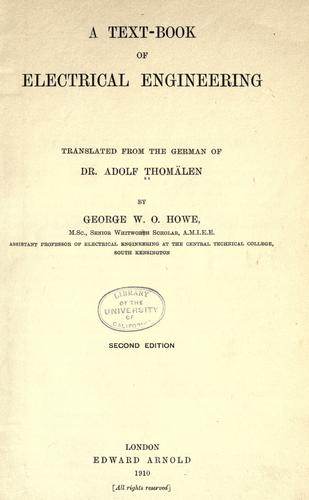 A TEXT-BOOK
OF
ELECTRICAL ENGINEERING
TRANSLATED FROM THE GERMAN OF
DR. ADOLF THOMÄLEN
BY
GEORGE W. O. HOWE,
M.Sc., Senior Whitworth Scholar, A.M.I.E.E.
ASSISTANT PROFESSOR OF ELECTRICAL ENGINEERING AT THE CENTRAL TECHNICAL COLLEGE,
SOUTH KENSINGTON
LIBRARY
OF THE
UNIVERSITY
OF
CALIFORNIA
SECOND EDITION
LONDON
EDWARD ARNOLD
1910
[All rights reserved]